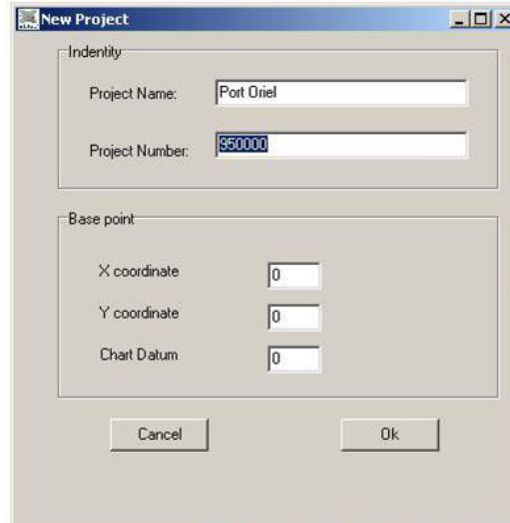 New Project
Indentity
Project Name: Port Oriel
Project Number: 950000
Base point
X coordinate 0
Y coordinate 0
Chart Datum 0
Cancel Ok